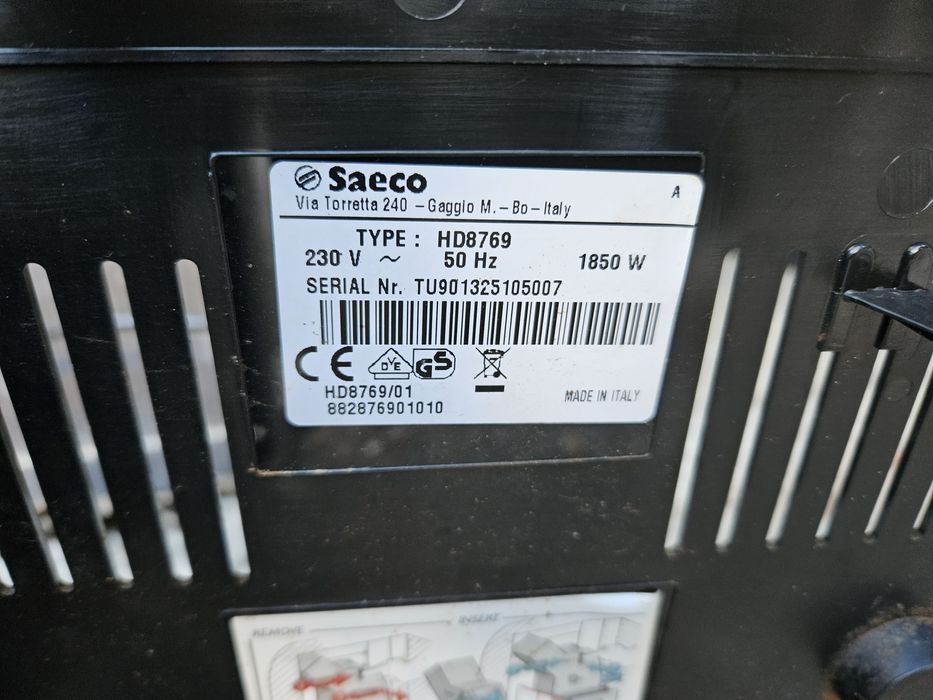 Saeco
A
Via Torretta 240 – Gaggio M. – Bo – Italy
TYPE : HD8769
230 V ~ 50 Hz 1850 W
SERIAL Nr. TU901325105007
CE DVE GS
HD8769/01
MADE IN ITALY
882876901010
REMOVE
INSERT